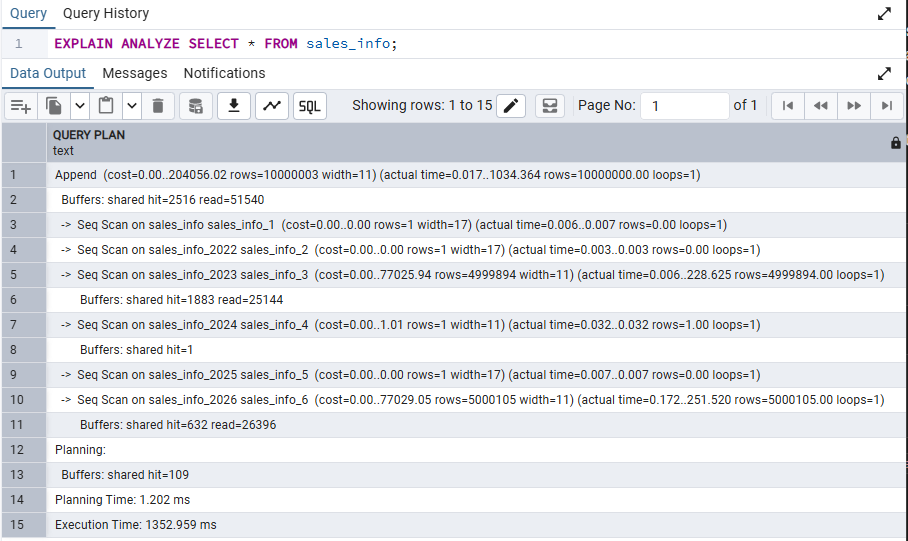 Query Query History
1 EXPLAIN ANALYZE SELECT * FROM sales_info;
Data Output Messages Notifications
SQL Showing rows: 1 to 15 Page No: 1 of 1
QUERY PLAN
text
1 Append (cost=0.00..204056.02 rows=10000003 width=11) (actual time=0.017..1034.364 rows=10000000.00 loops=1)
2 Buffers: shared hit=2516 read=51540
3 -> Seq Scan on sales_info sales_info_1 (cost=0.00..0.00 rows=1 width=17) (actual time=0.006..0.007 rows=0.00 loops=1)
4 -> Seq Scan on sales_info_2022 sales_info_2 (cost=0.00..0.00 rows=1 width=17) (actual time=0.003..0.003 rows=0.00 loops=1)
5 -> Seq Scan on sales_info_2023 sales_info_3 (cost=0.00..77025.94 rows=4999894 width=11) (actual time=0.006..228.625 rows=4999894.00 loops=1)
6 Buffers: shared hit=1883 read=25144
7 -> Seq Scan on sales_info_2024 sales_info_4 (cost=0.00..1.01 rows=1 width=11) (actual time=0.032..0.032 rows=1.00 loops=1)
8 Buffers: shared hit=1
9 -> Seq Scan on sales_info_2025 sales_info_5 (cost=0.00..0.00 rows=1 width=17) (actual time=0.007..0.007 rows=0.00 loops=1)
10 -> Seq Scan on sales_info_2026 sales_info_6 (cost=0.00..77029.05 rows=5000105 width=11) (actual time=0.172..251.520 rows=5000105.00 loops=1)
11 Buffers: shared hit=632 read=26396
12 Planning:
13 Buffers: shared hit=109
14 Planning Time: 1.202 ms
15 Execution Time: 1352.959 ms